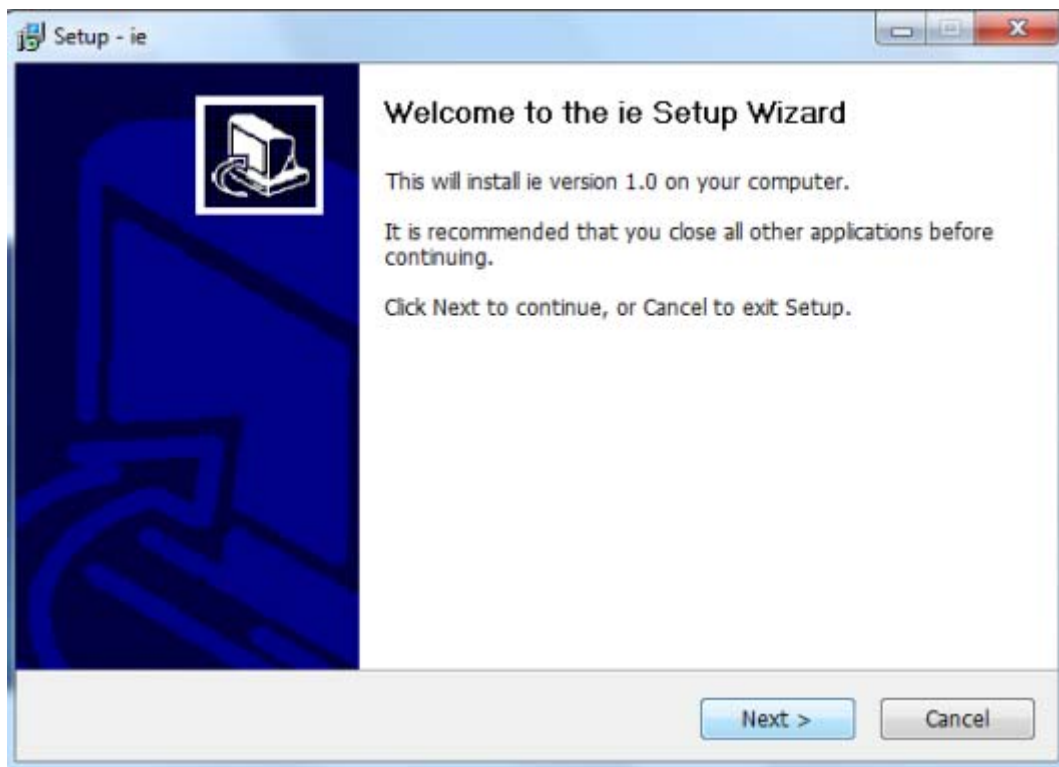 Setup - ie
Welcome to the ie Setup Wizard
This will install ie version 1.0 on your computer.
It is recommended that you close all other applications before
continuing.
Click Next to continue, or Cancel to exit Setup.
Next >
Cancel